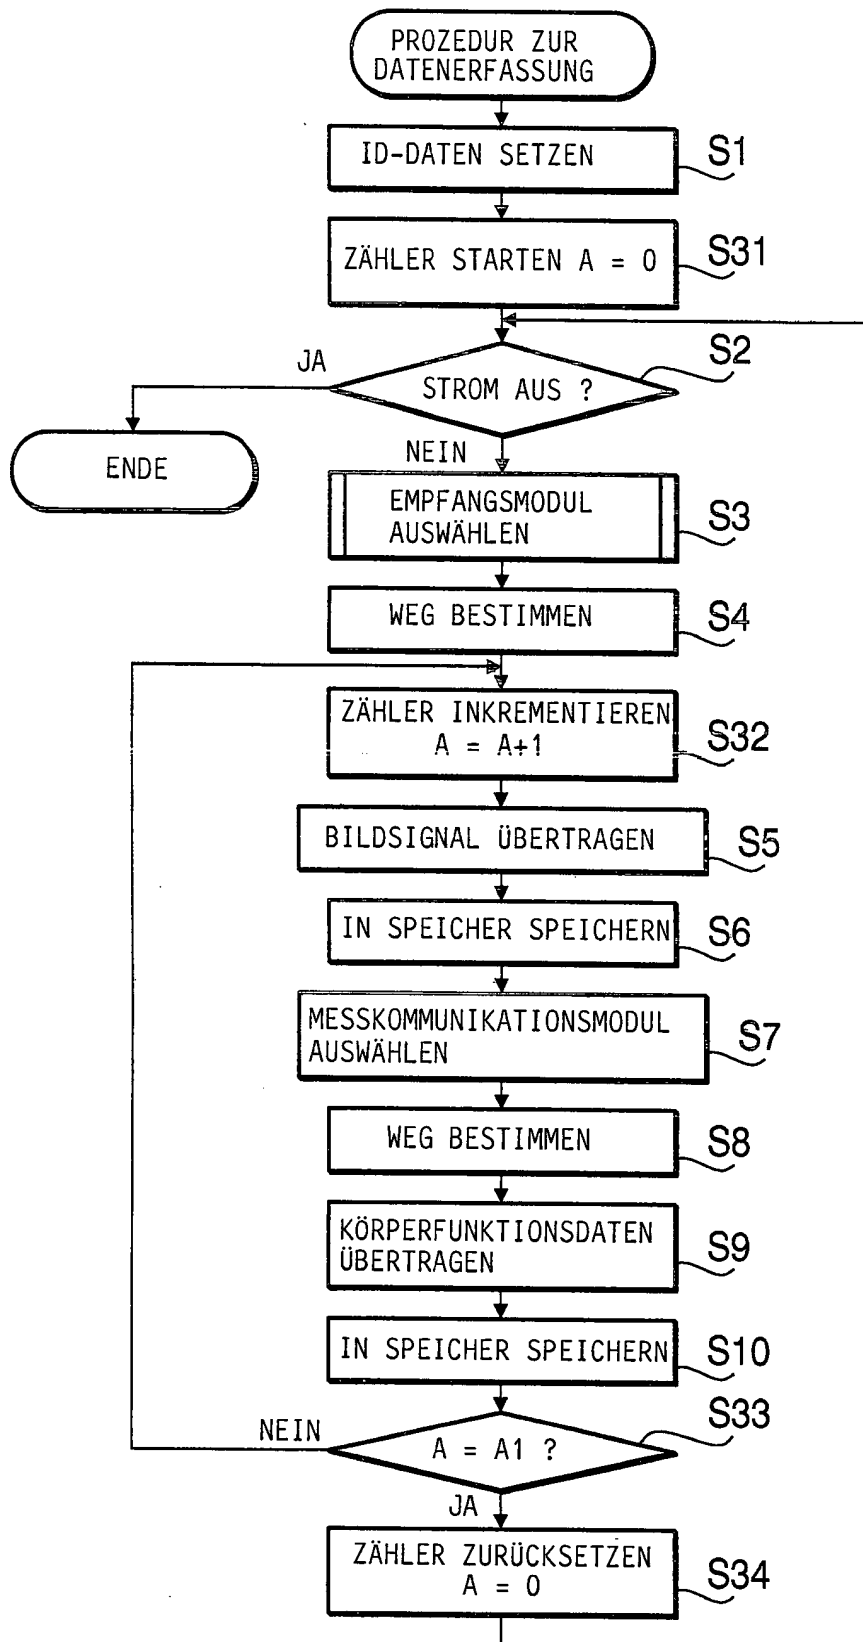 PROZEDUR ZUR
DATENERFASSUNG
ID-DATEN SETZEN
S1
ZÄHLER STARTEN A = 0
S31
S2
JA
STROM AUS ?
ENDE
NEIN
EMPFANGSMODUL
AUSWÄHLEN
S3
WEG BESTIMMEN
S4
ZÄHLER INKREMENTIEREN
A = A+1
S32
BILDSIGNAL ÜBERTRAGEN
S5
IN SPEICHER SPEICHERN
S6
MESSKOMMUNIKATIONSMODUL
AUSWÄHLEN
S7
WEG BESTIMMEN
S8
KÖRPERFUNKTIONSDATEN
ÜBERTRAGEN
S9
IN SPEICHER SPEICHERN
S10
S33
NEIN
A = A1 ?
JA
ZÄHLER ZURÜCKSETZEN
A = 0
S34